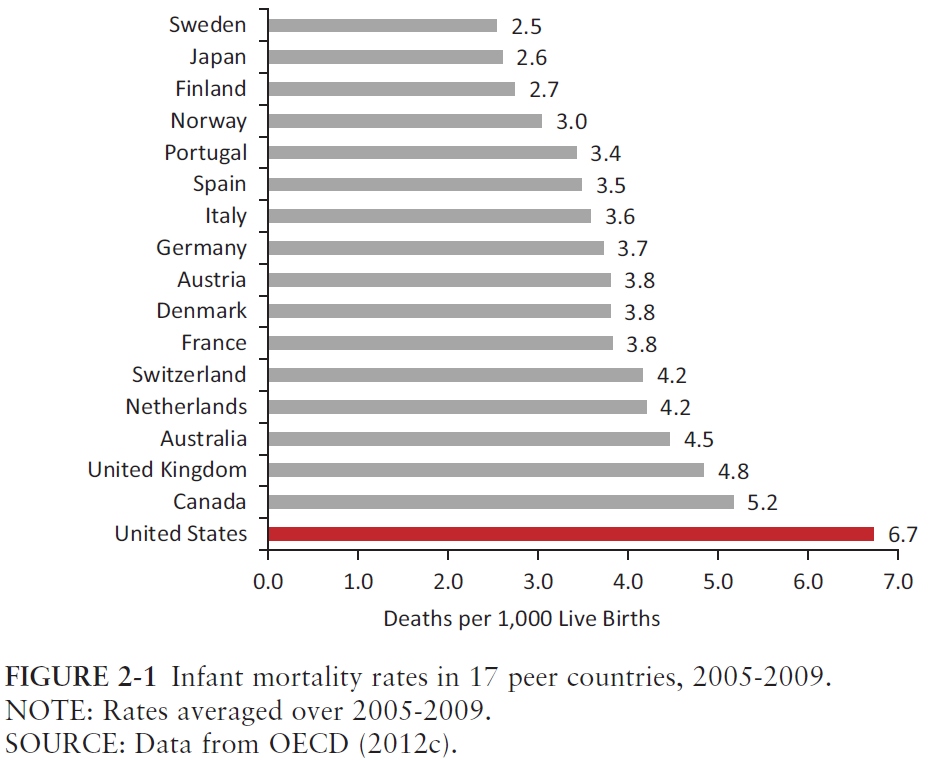 Sweden 2.5
Japan 2.6
Finland 2.7
Norway 3.0
Portugal 3.4
Spain 3.5
Italy 3.6
Germany 3.7
Austria 3.8
Denmark 3.8
France 3.8
Switzerland 4.2
Netherlands 4.2
Australia 4.5
United Kingdom 4.8
Canada 5.2
United States 6.7
0.0 1.0 2.0 3.0 4.0 5.0 6.0 7.0
Deaths per 1,000 Live Births
FIGURE 2-1 Infant mortality rates in 17 peer countries, 2005-2009.
NOTE: Rates averaged over 2005-2009.
SOURCE: Data from OECD (2012c).